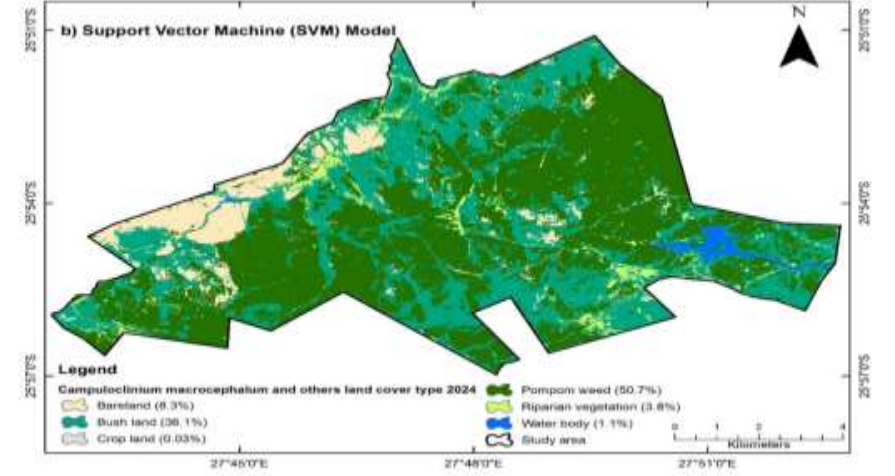 b) Support Vector Machine (SVM) Model
N
25°51'0"S
25°51'0"S
25°54'0"S
25°54'0"S
25°57'0"S
25°57'0"S
Legend
Campuloclinium macrocephalum and others land cover type 2024
Bareland (8.3%)
Bush land (36.1%)
Crop land (0.03%)
Pompom weed (50.7%)
Riparian vegetation (3.8%)
Water body (1.1%)
Study area
0 2 4
Kilometers
27°45'0"E
27°48'0"E
27°51'0"E